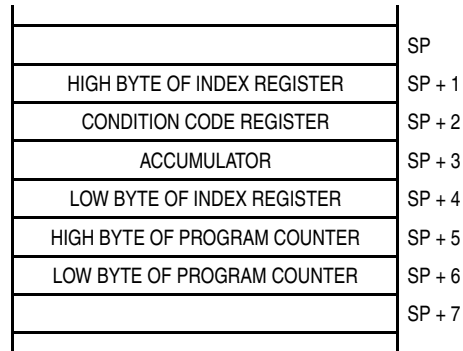 SP
HIGH BYTE OF INDEX REGISTER SP + 1
CONDITION CODE REGISTER SP + 2
ACCUMULATOR SP + 3
LOW BYTE OF INDEX REGISTER SP + 4
HIGH BYTE OF PROGRAM COUNTER SP + 5
LOW BYTE OF PROGRAM COUNTER SP + 6
SP + 7